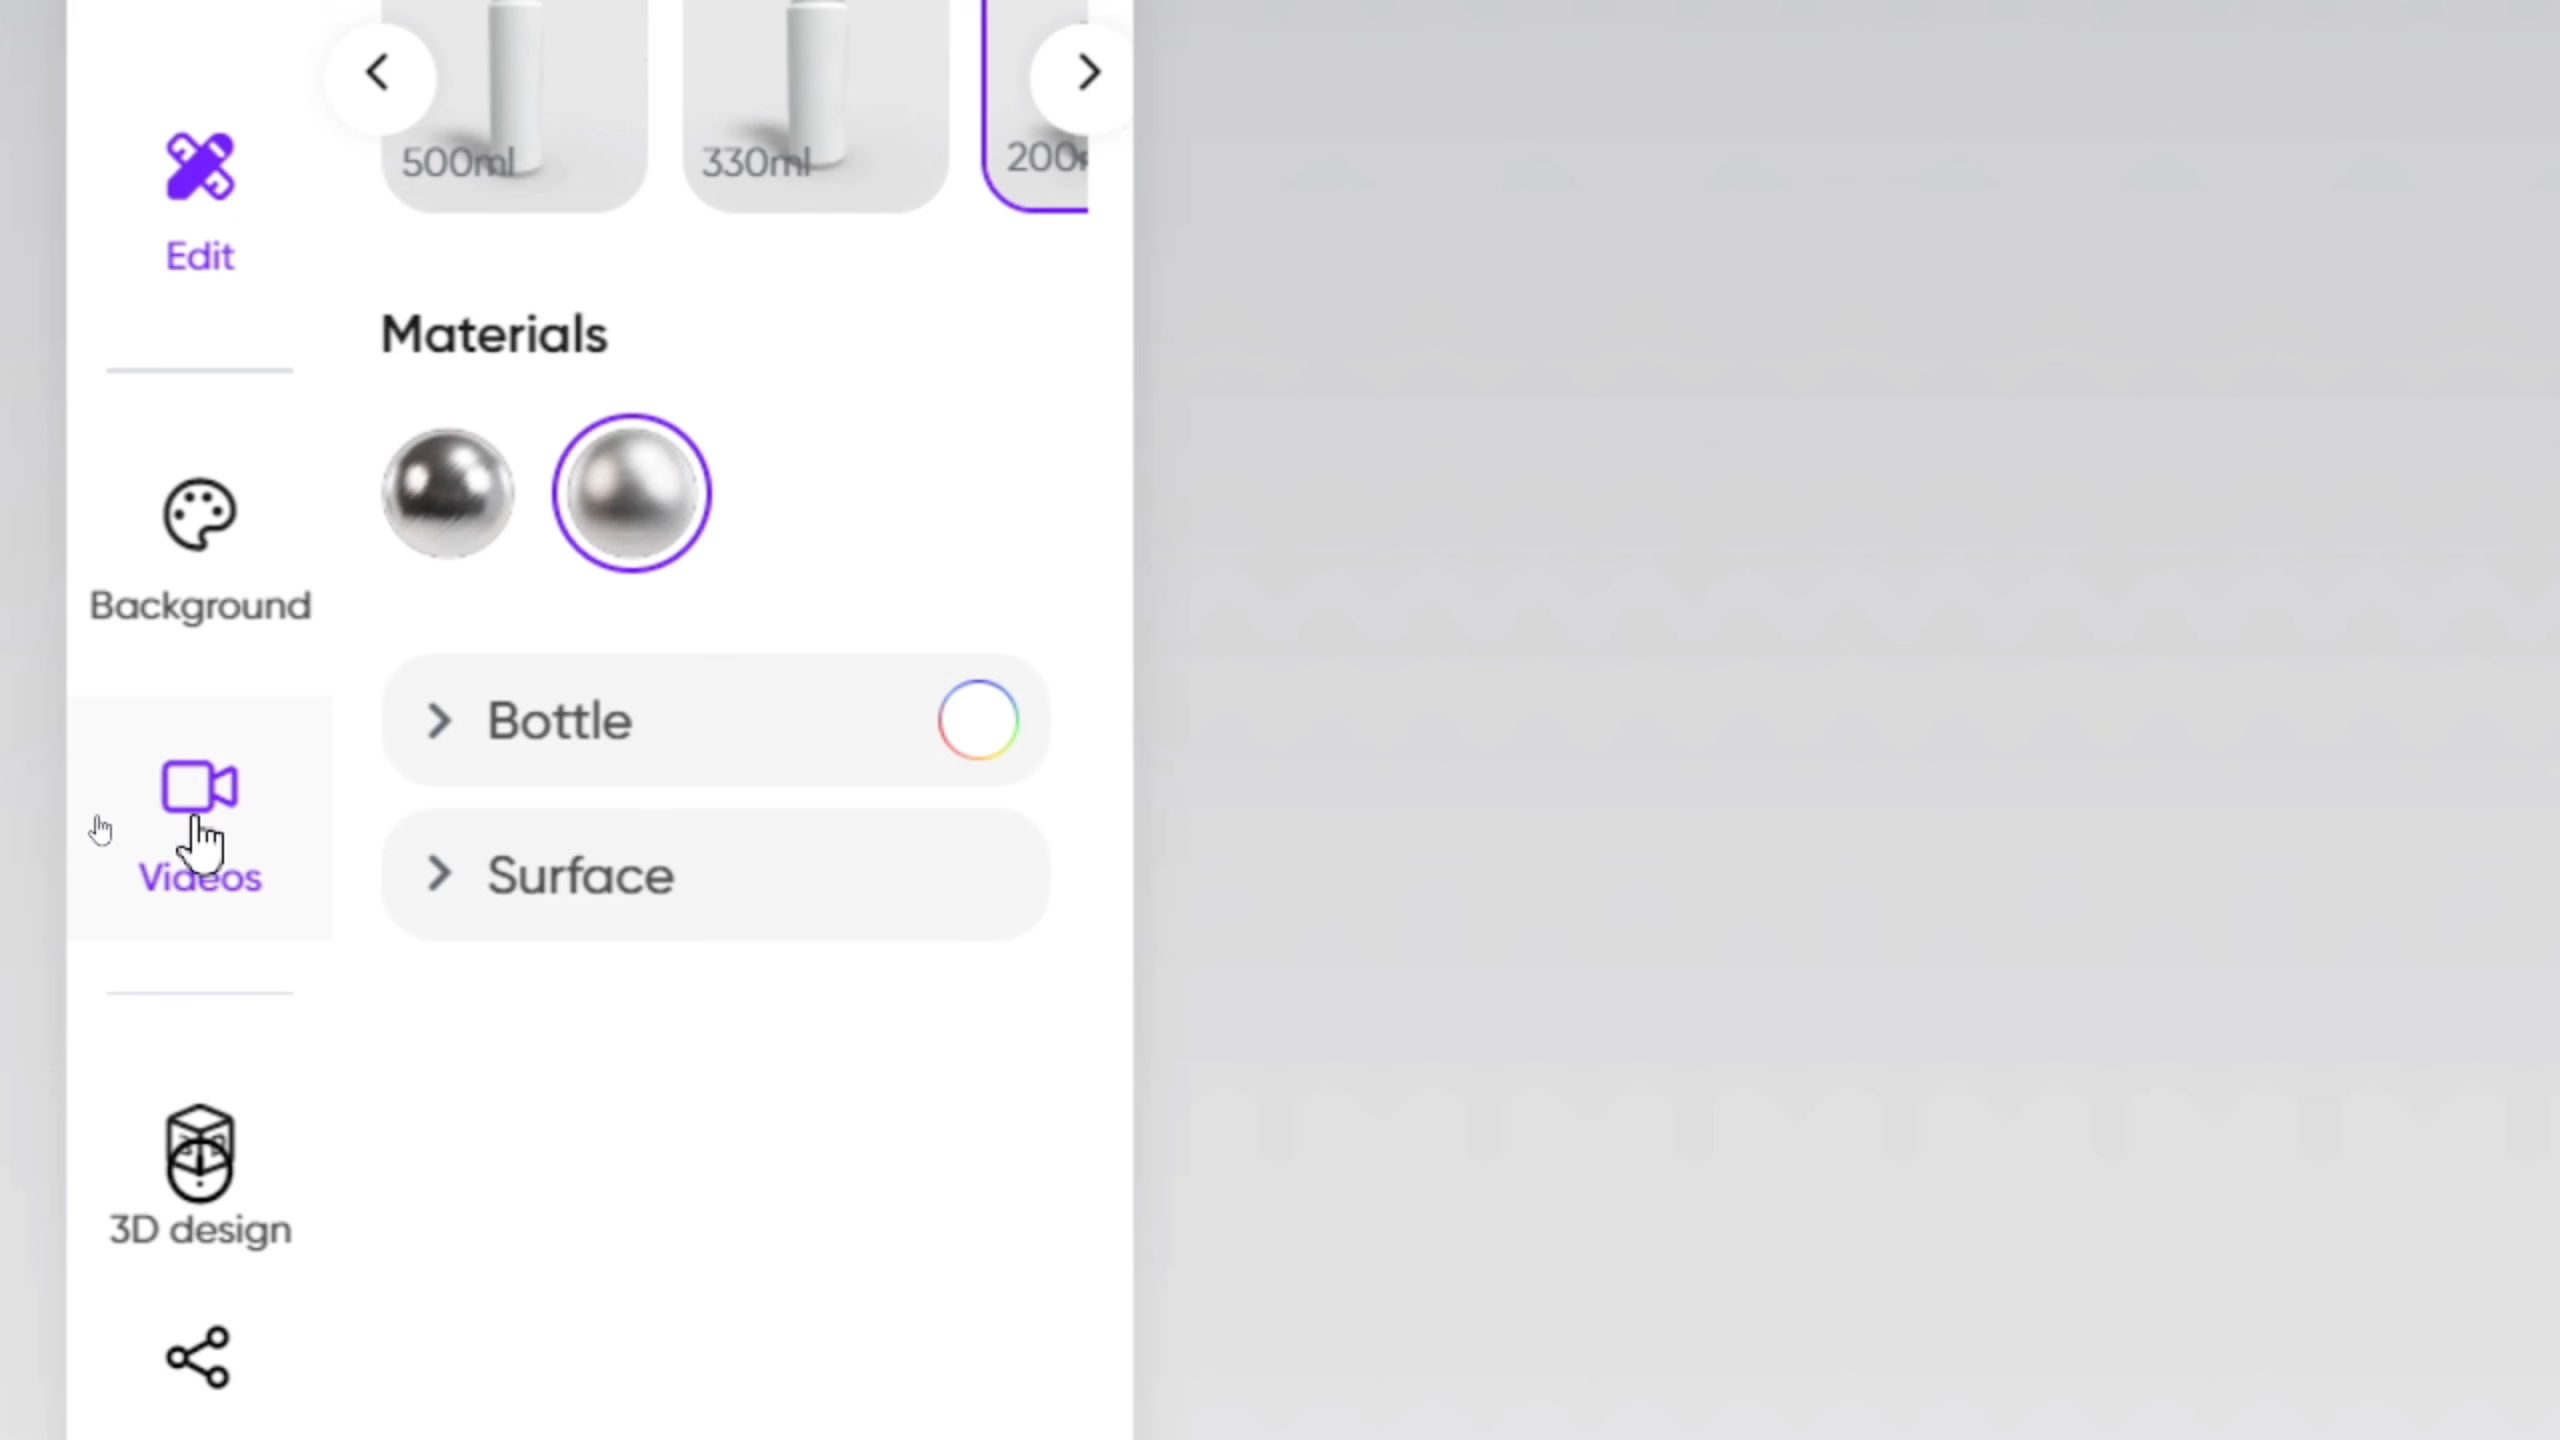 500ml
330ml
Edit
Materials
Background
Bottle
Videos
Surface
3D design